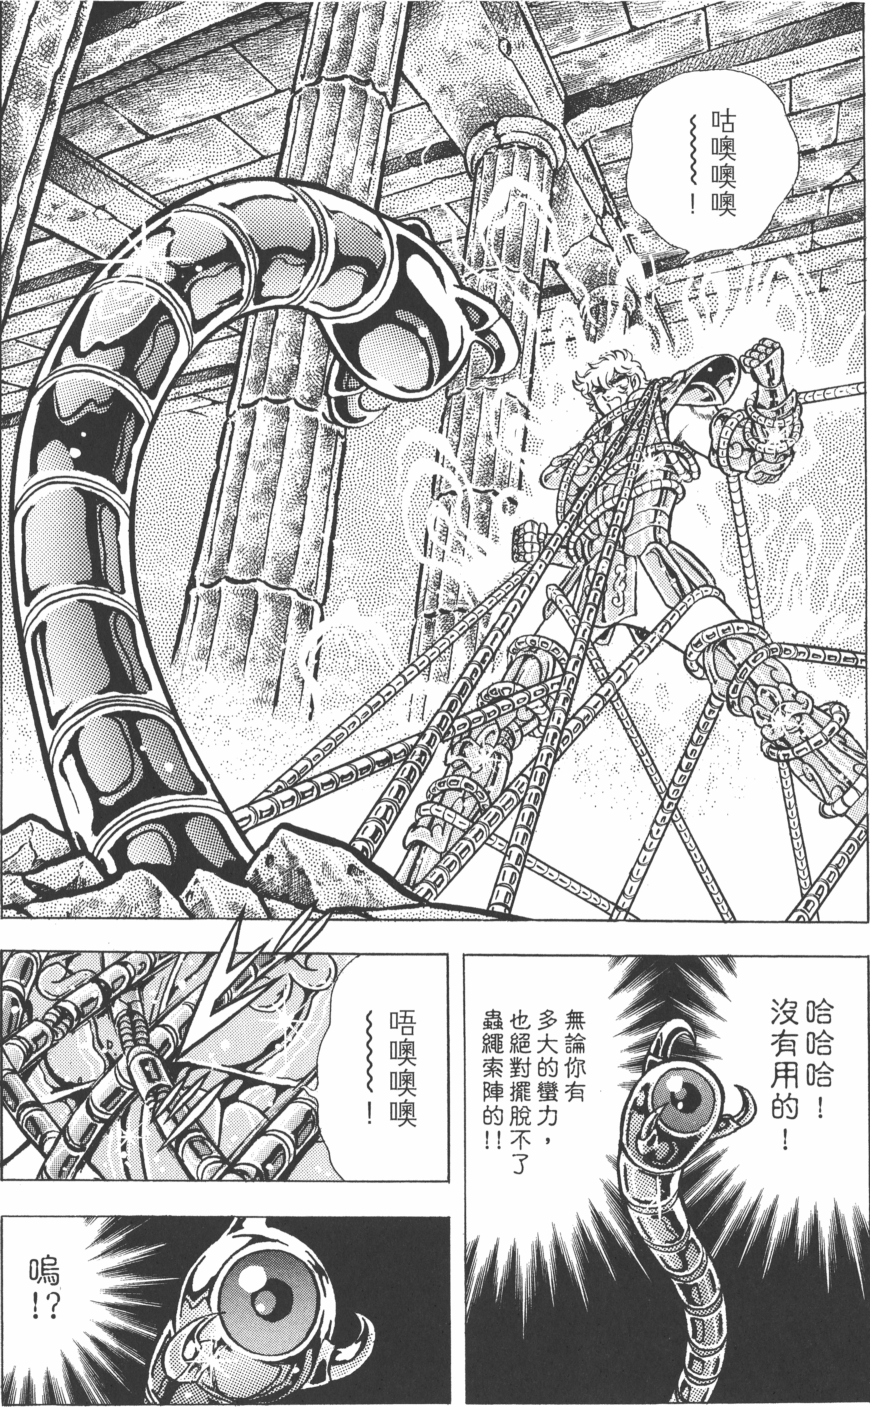 咕噢噢噢
～～～～！
哈哈哈！
沒有用的！
無論你有
多大的蠻力，
也絕對擺脫不了
蟲繩索陣的!!
唔噢噢噢
～～～～！
嗚!?